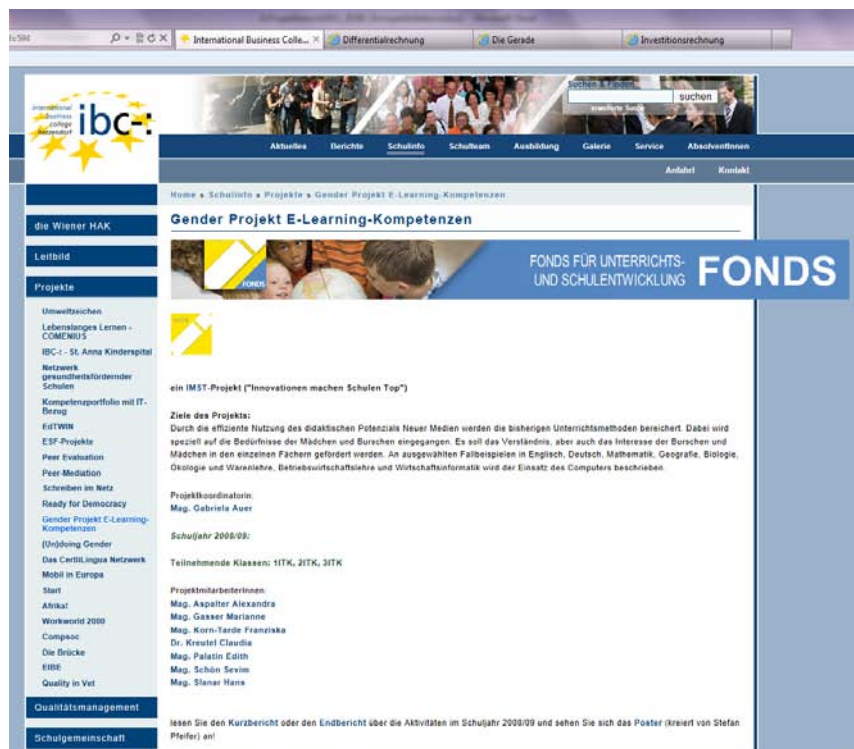 International Business Colle...
Differentialrechnung
Die Gerade
Investitionsrechnung
international
business
college
hetzendorf
ibc-:
Suchen & Finden
suchen
erweiterte Suche
Aktuelles Berichte Schulinfo Schulteam Ausbildung Galerie Service AbsolventInnen
Anfahrt Kontakt
Home » Schulinfo » Projekte » Gender Projekt E-Learning-Kompetenzen
Gender Projekt E-Learning-Kompetenzen
FONDS
FONDS FÜR UNTERRICHTS-
UND SCHULENTWICKLUNG
FONDS
die Wiener HAK
Leitbild
Projekte
Umweltzeichen
Lebenslanges Lernen -
COMENIUS
IBC-: - St. Anna Kinderspital
Netzwerk
gesundheitsfördernder
Schulen
Kompetenzportfolio mit IT-
Bezug
EdTWIN
ESF-Projekte
Peer Evaluation
Peer-Mediation
Schreiben im Netz
Ready for Democracy
Gender Projekt E-Learning-
Kompetenzen
(Un)doing Gender
Das CertiLingua Netzwerk
Mobil in Europa
Start
Afrika!
Workworld 2000
Compsoc
Die Brücke
EIBE
Quality in Vet
Qualitätsmanagement
Schulgemeinschaft
ein IMST-Projekt ("Innovationen machen Schulen Top")
Ziele des Projekts:
Durch die effiziente Nutzung des didaktischen Potenzials Neuer Medien werden die bisherigen Unterrichtsmethoden bereichert. Dabei wird
speziell auf die Bedürfnisse der Mädchen und Burschen eingegangen. Es soll das Verständnis, aber auch das Interesse der Burschen und
Mädchen in den einzelnen Fächern gefördert werden. An ausgewählten Fallbeispielen in Englisch, Deutsch, Mathematik, Geografie, Biologie,
Ökologie und Warenlehre, Betriebswirtschaftslehre und Wirtschaftsinformatik wird der Einsatz des Computers beschrieben.
Projektkoordinatorin:
Mag. Gabriela Auer
Schuljahr 2008/09:
Teilnehmende Klassen: 1ITK, 2ITK, 3ITK
ProjektmitarbeiterInnen:
Mag. Aspalter Alexandra
Mag. Gasser Marianne
Mag. Korn-Tarde Franziska
Dr. Kreutel Claudia
Mag. Palatin Edith
Mag. Schön Sevim
Mag. Slanar Hans
lesen Sie den Kurzbericht oder den Endbericht über die Aktivitäten im Schuljahr 2008/09 und sehen Sie sich das Poster (kreiert von Stefan
Pfeifer) an!